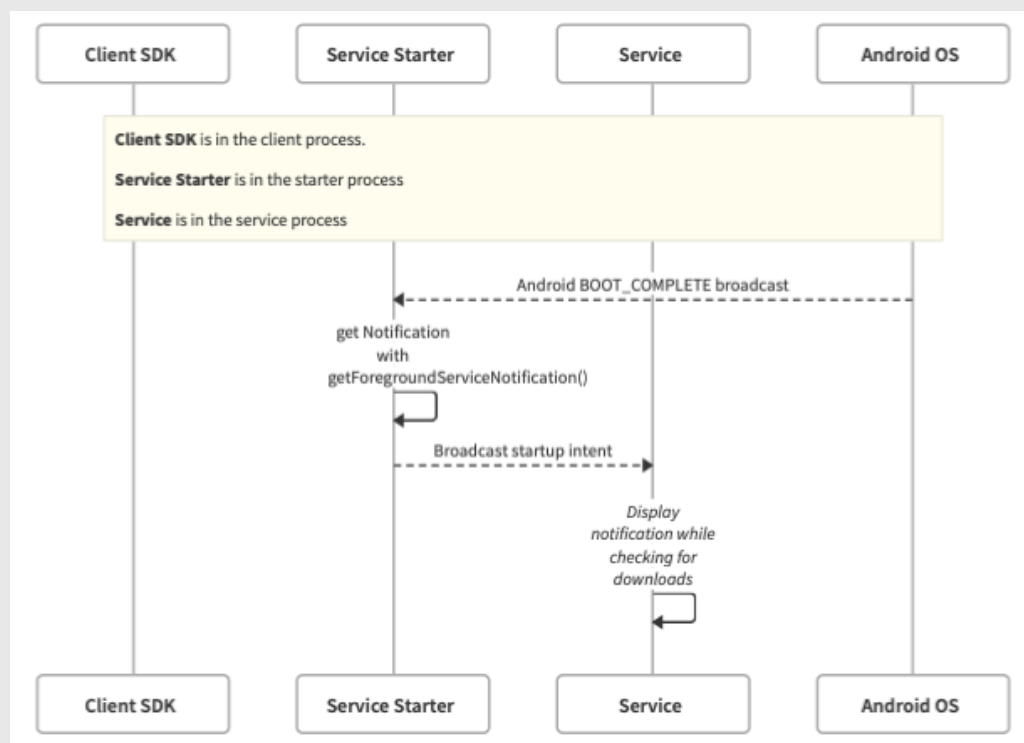 Client SDK
Service Starter
Service
Android OS
Client SDK is in the client process.
Service Starter is in the starter process
Service is in the service process
Android BOOT_COMPLETE broadcast
get Notification
with
getForegroundServiceNotification()
Broadcast startup intent
Display
notification while
checking for
downloads
Client SDK
Service Starter
Service
Android OS